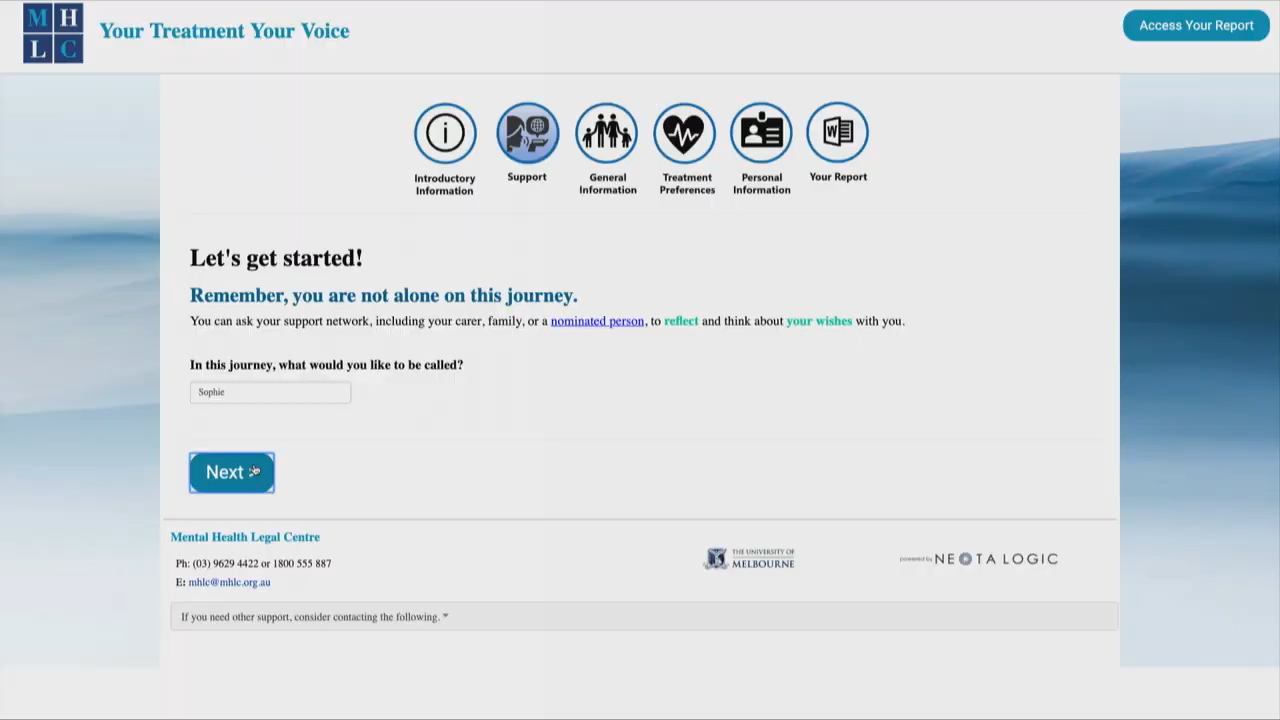 M H
L C
Your Treatment Your Voice
Access Your Report
i
W
Introductory
Information
Support
General
Information
Treatment
Preferences
Personal
Information
Your Report
Let's get started!
Remember, you are not alone on this journey.
You can ask your support network, including your carer, family, or a nominated person, to reflect and think about your wishes with you.
In this journey, what would you like to be called?
Sophie
Next >
Mental Health Legal Centre
Ph: (03) 9629 4422 or 1800 555 887
E: mhlc@mhlc.org.au
THE UNIVERSITY OF
MELBOURNE
powered by NEOTA LOGIC
If you need other support, consider contacting the following.